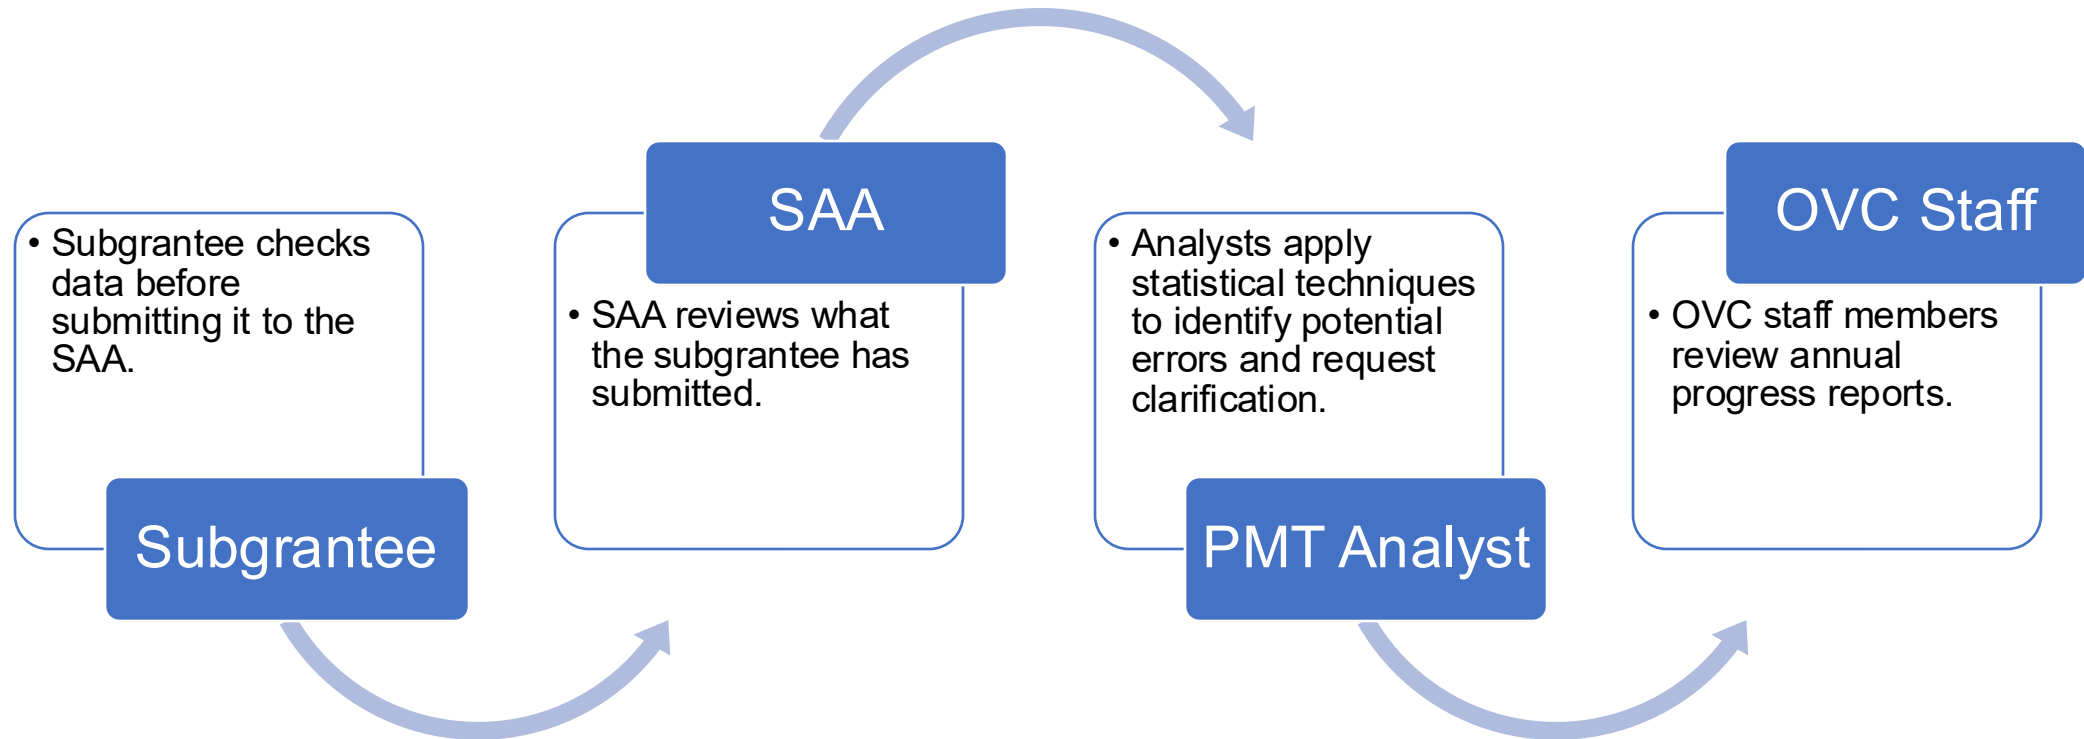 • Subgrantee checks
data before
submitting it to the
SAA.
Subgrantee
SAA
• SAA reviews what
the subgrantee has
submitted.
• Analysts apply
statistical techniques
to identify potential
errors and request
clarification.
PMT Analyst
OVC Staff
• OVC staff members
review annual
progress reports.